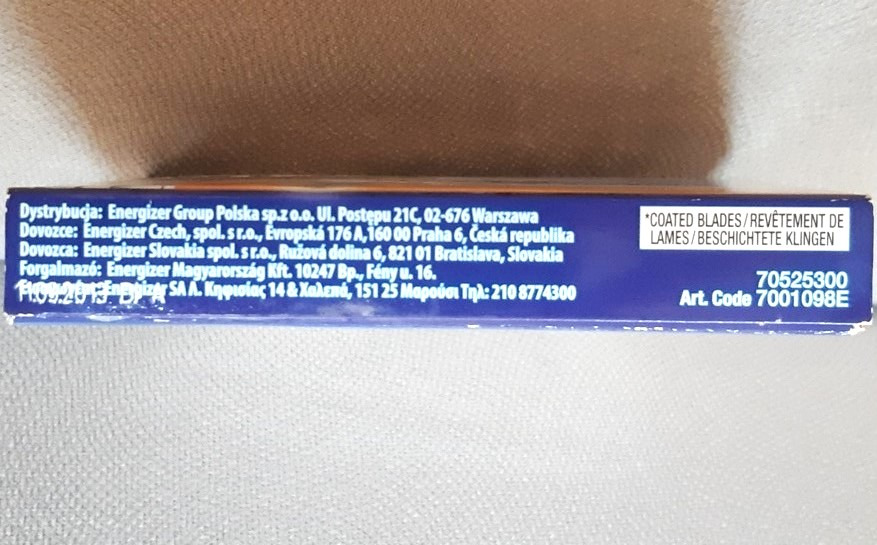 Dystrybucja: Energizer Group Polska sp.z o.o. Ul. Postępu 21C, 02-676 Warszawa
Dovozce: Energizer Czech, spol. s r.o., Evropská 176 A,160 00 Praha 6, Česká republika
Dovozca: Energizer Slovakia spol. s r.o., Ružová dolina 6, 821 01 Bratislava, Slovakia
Forgalmazó: Energizer Magyarország Kft. 10247 Bp., Fény u. 16.
Energizer SA Λ. Κηφισίας 14 & Χαλεπά, 151 25 Μαρούσι Τηλ: 210 8774300
11.09.2013
*COATED BLADES / REVÊTEMENT DE
LAMES / BESCHICHTETE KLINGEN
70525300
Art. Code 7001098E